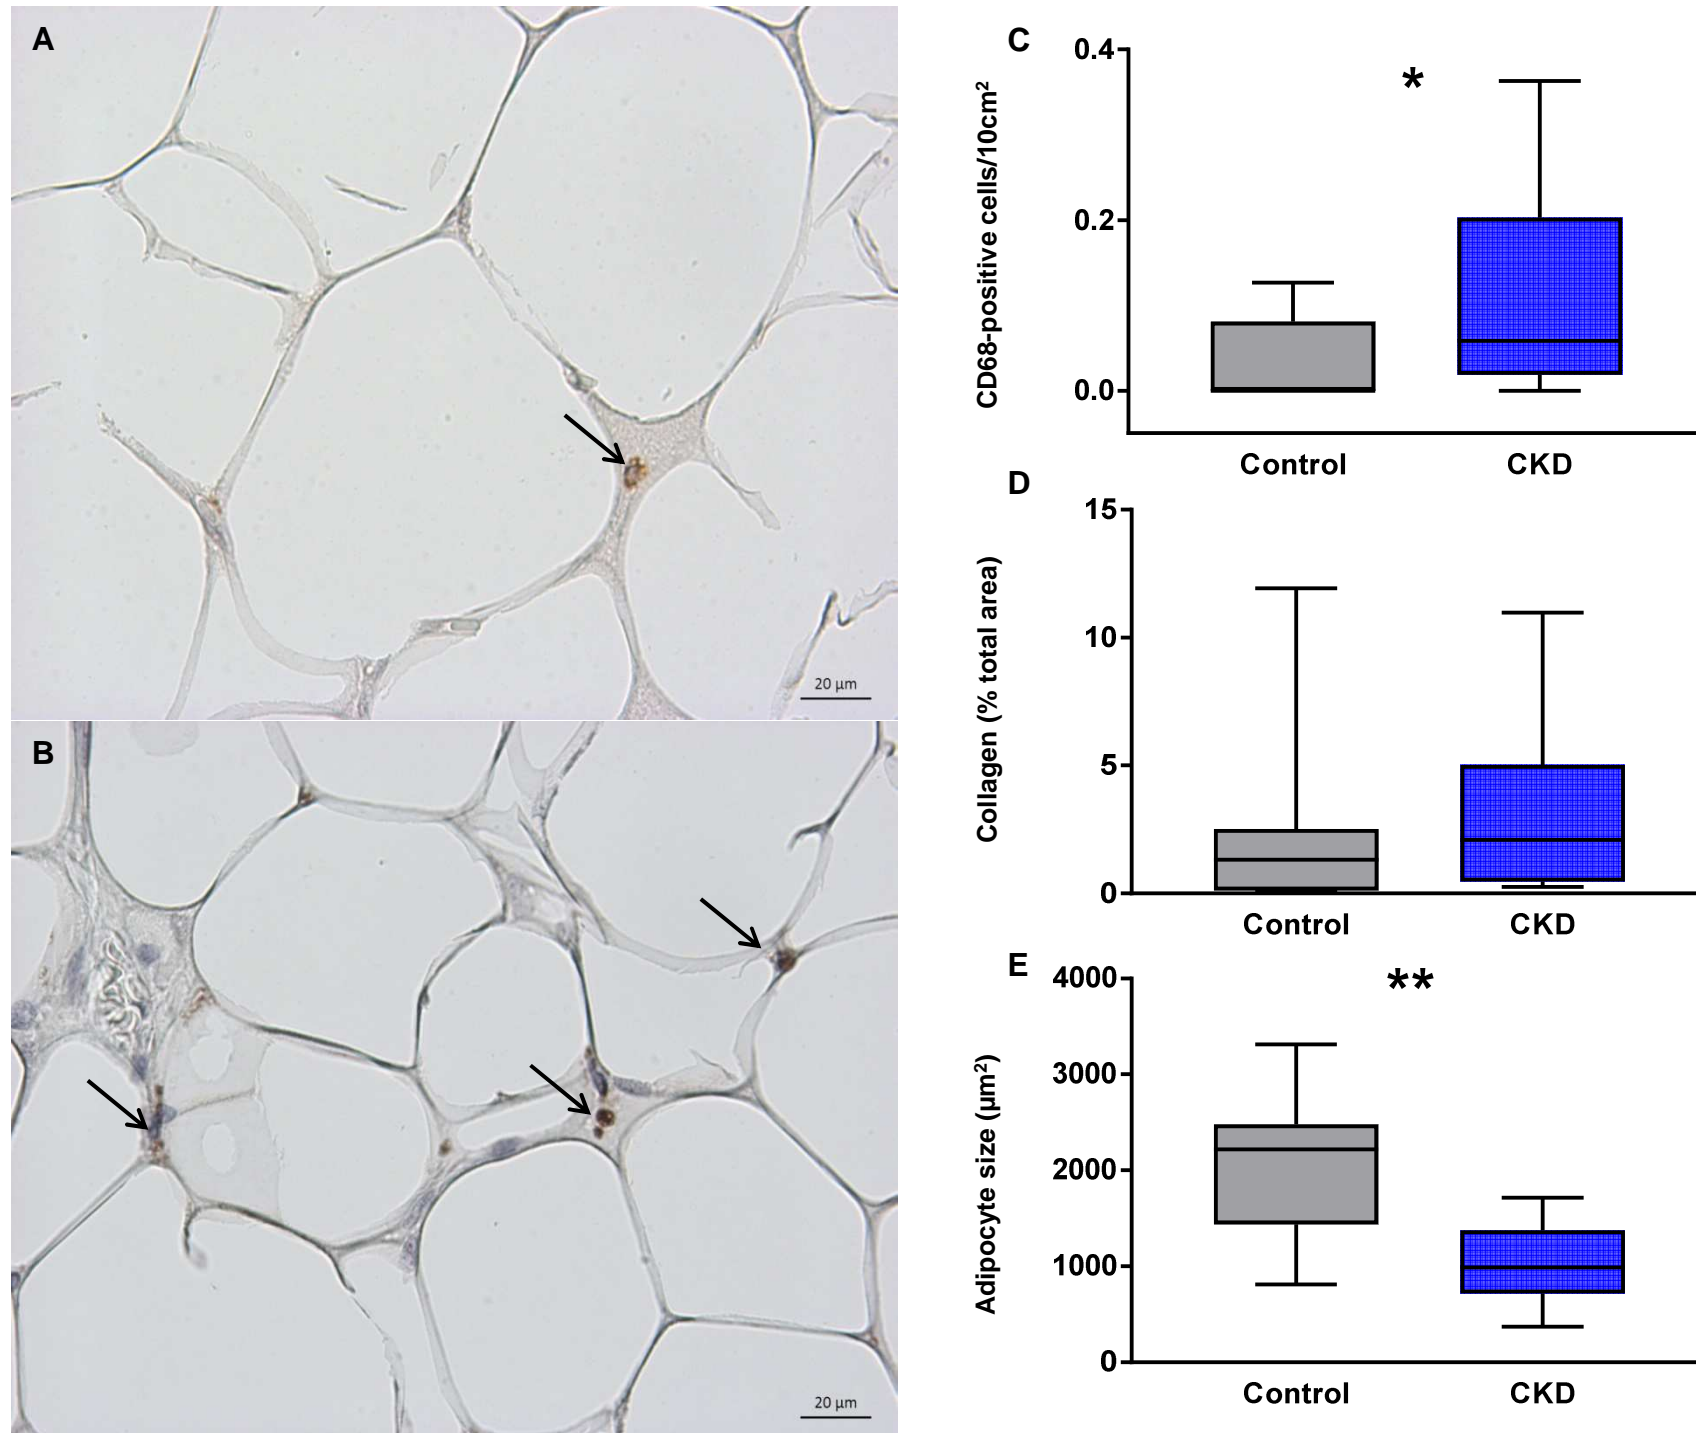 A
20 µm
B
20 µm
C
CD68-positive cells/10cm²
0.4
*
0.2
0.0
Control CKD
D
Collagen (% total area)
15
10
5
0
Control CKD
E
Adipocyte size (µm²)
4000
**
3000
2000
1000
0
Control CKD